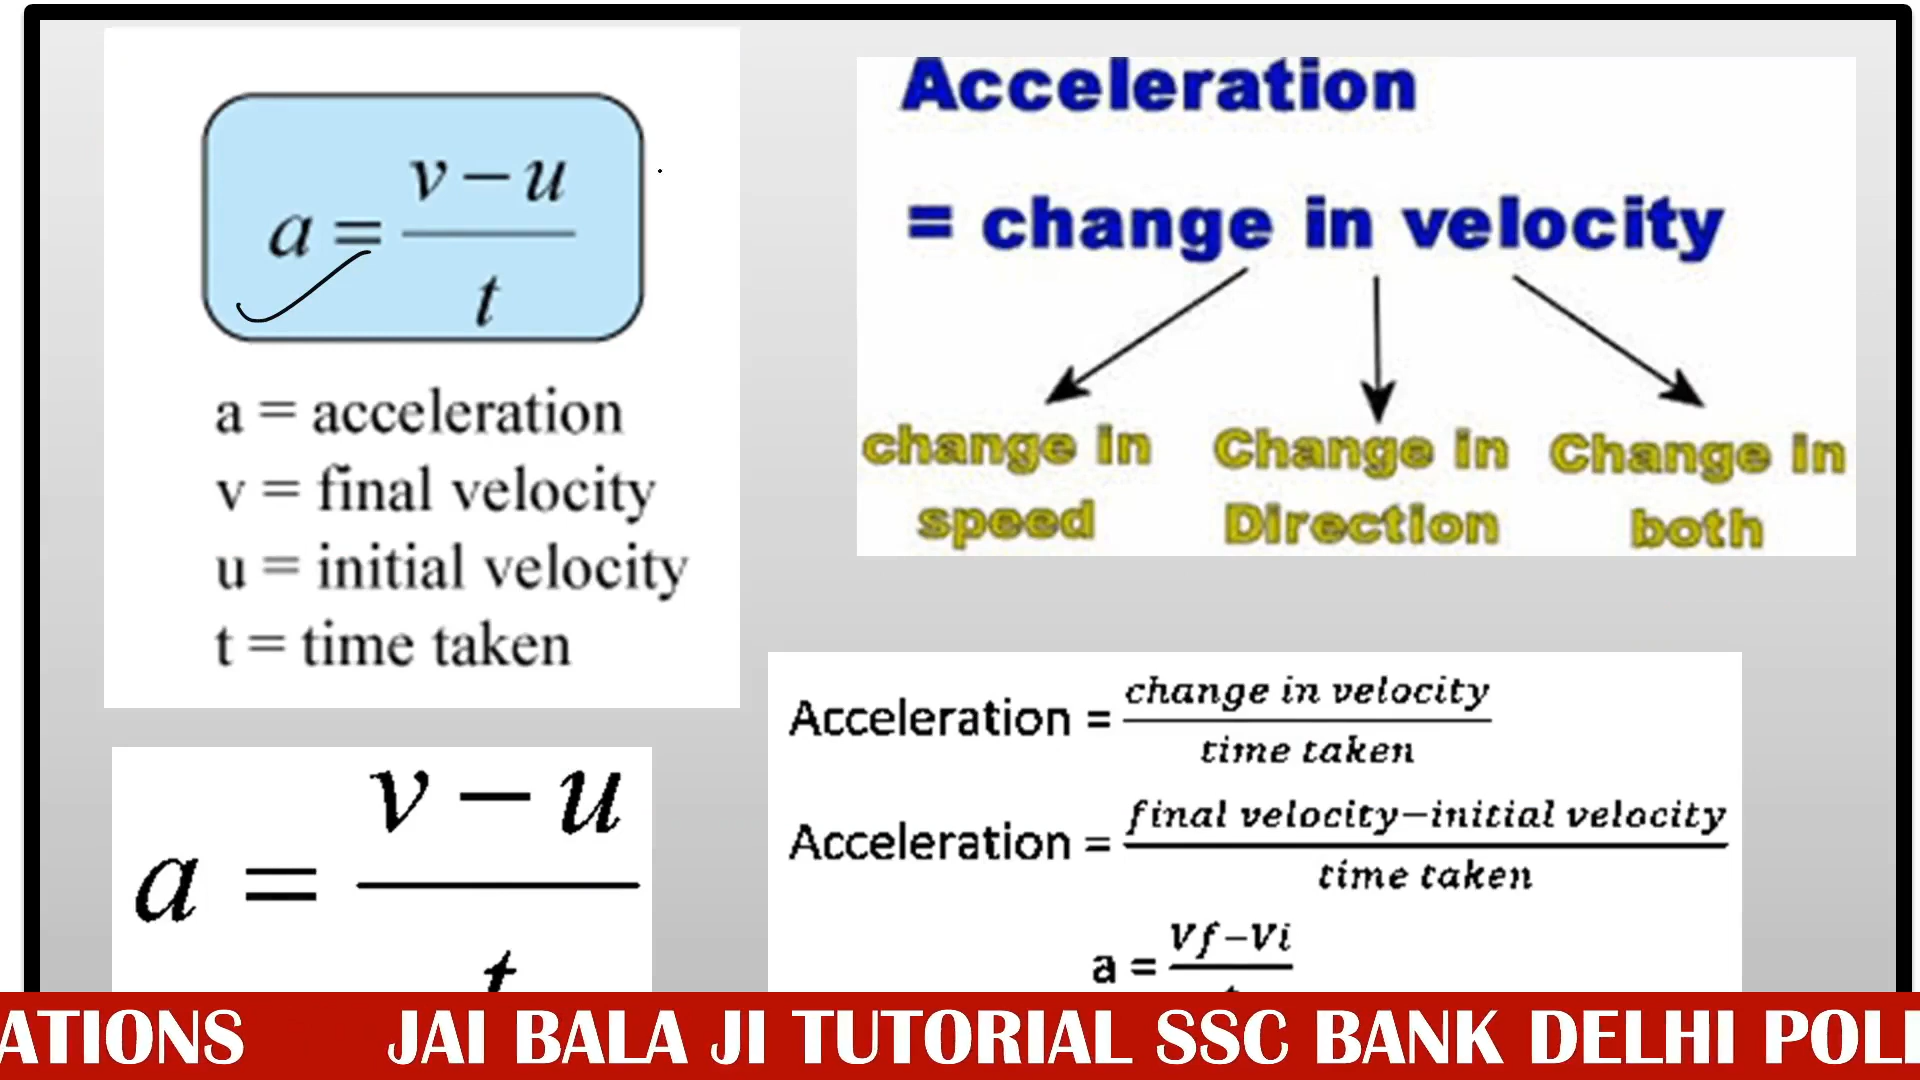 a = v − u
t
a = acceleration
v = final velocity
u = initial velocity
t = time taken
Acceleration
= change in velocity
change in speed
Change in Direction
Change in both
a = v − u
t
Acceleration = change in velocity
time taken
Acceleration = final velocity−initial velocity
time taken
a = Vf−Vi
ATIONS JAI BALA JI TUTORIAL SSC BANK DELHI POLI